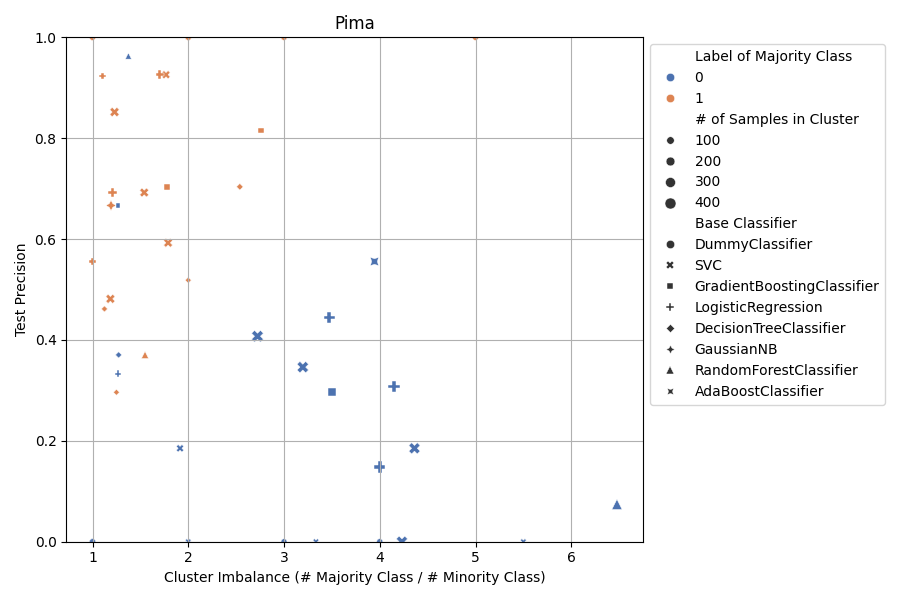 Pima
1.0
0.8
0.6
0.4
0.2
0.0
Test Precision
1 2 3 4 5 6
Cluster Imbalance (# Majority Class / # Minority Class)
Label of Majority Class
0
1
# of Samples in Cluster
100
200
300
400
Base Classifier
DummyClassifier
SVC
GradientBoostingClassifier
LogisticRegression
DecisionTreeClassifier
GaussianNB
RandomForestClassifier
AdaBoostClassifier